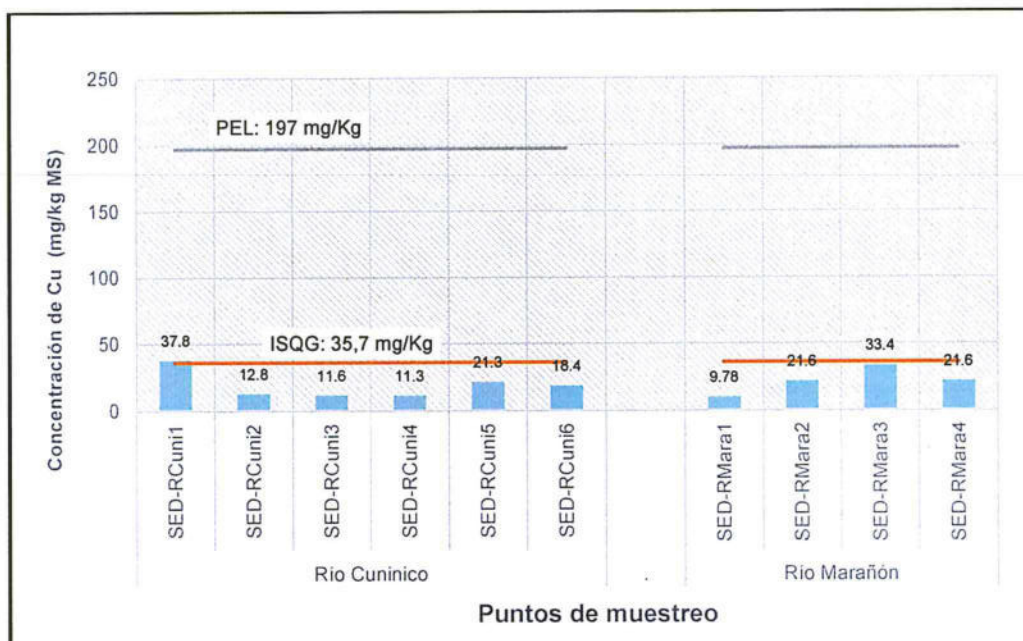 250
200
150
100
50
0
Concentración de Cu (mg/kg MS)
PEL: 197 mg/Kg
ISQG: 35,7 mg/Kg
37.8
12.8
11.6
11.3
21.3
18.4
9.78
21.6
33.4
21.6
SED-RCuni1
SED-RCuni2
SED-RCuni3
SED-RCuni4
SED-RCuni5
SED-RCuni6
SED-RMara1
SED-RMara2
SED-RMara3
SED-RMara4
Río Cuninico
Río Marañón
Puntos de muestreo